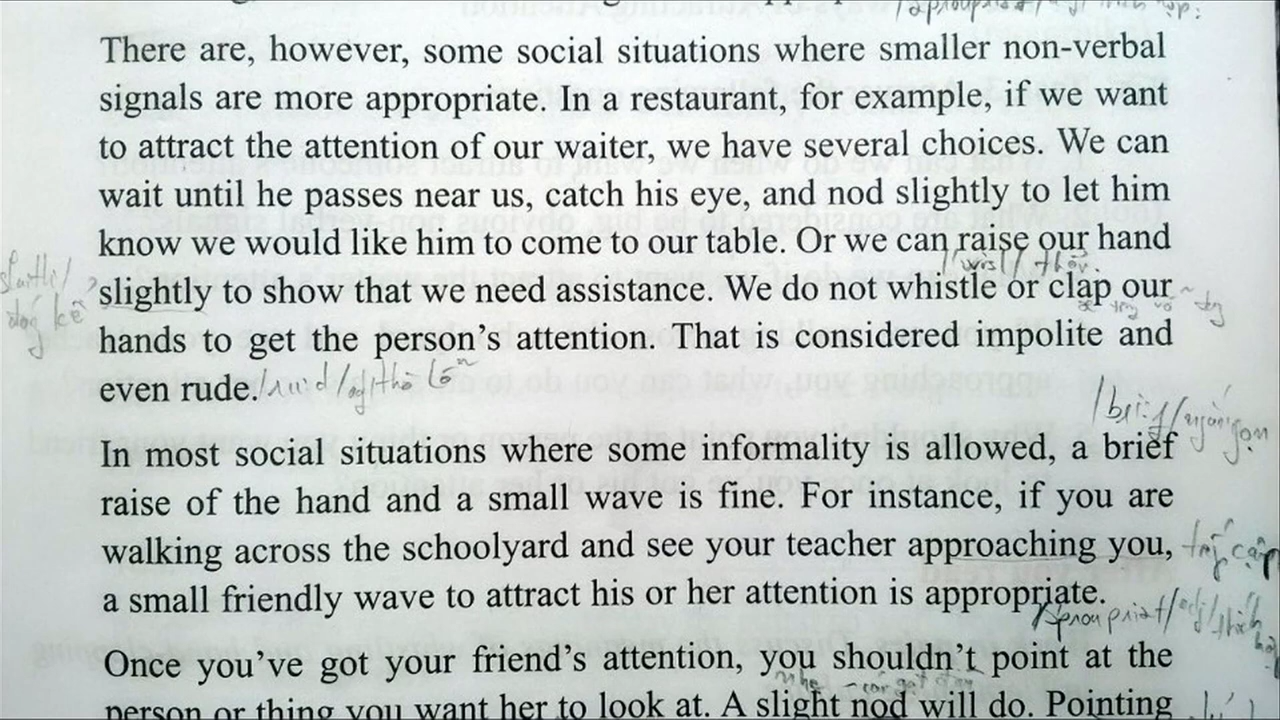 There are, however, some social situations where smaller non-verbal
signals are more appropriate. In a restaurant, for example, if we want
to attract the attention of our waiter, we have several choices. We can
wait until he passes near us, catch his eye, and nod slightly to let him
know we would like him to come to our table. Or we can raise our hand
slightly to show that we need assistance. We do not whistle or clap our
hands to get the person's attention. That is considered impolite and
even rude.
In most social situations where some informality is allowed, a brief
raise of the hand and a small wave is fine. For instance, if you are
walking across the schoolyard and see your teacher approaching you,
a small friendly wave to attract his or her attention is appropriate.
Once you've got your friend's attention, you shouldn't point at the
person or thing you want her to look at. A slight nod will do. Pointing